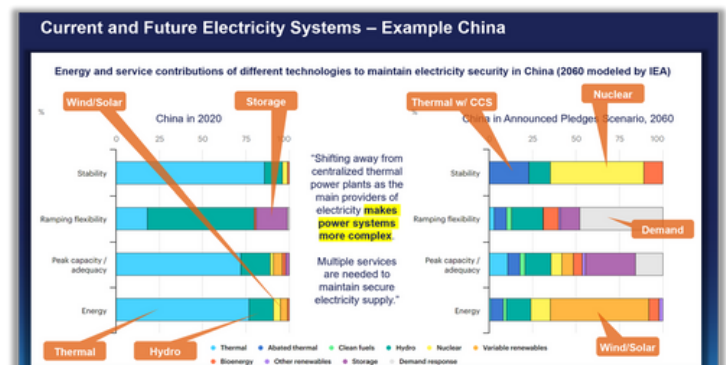 Current and Future Electricity Systems – Example China
Energy and service contributions of different technologies to maintain electricity security in China (2060 modeled by IEA)
Wind/Solar
Storage
Thermal w/ CCS
Nuclear
%
China in 2020
%
China in Announced Pledges Scenario, 2060
0 25 50 75 100
0 25 50 75 100
Stability
Ramping flexibility
Peak capacity /
adequacy
Energy
"Shifting away from
centralized thermal
power plants as the
main providers of
electricity makes
power systems
more complex.
Multiple services
are needed to
maintain secure
electricity supply."
Stability
Ramping flexibility
Demand
Peak capacity /
adequacy
Energy
Thermal
Hydro
Wind/Solar
Thermal Abated thermal Clean fuels Hydro Nuclear Variable renewables
Bioenergy Other renewables Storage Demand response